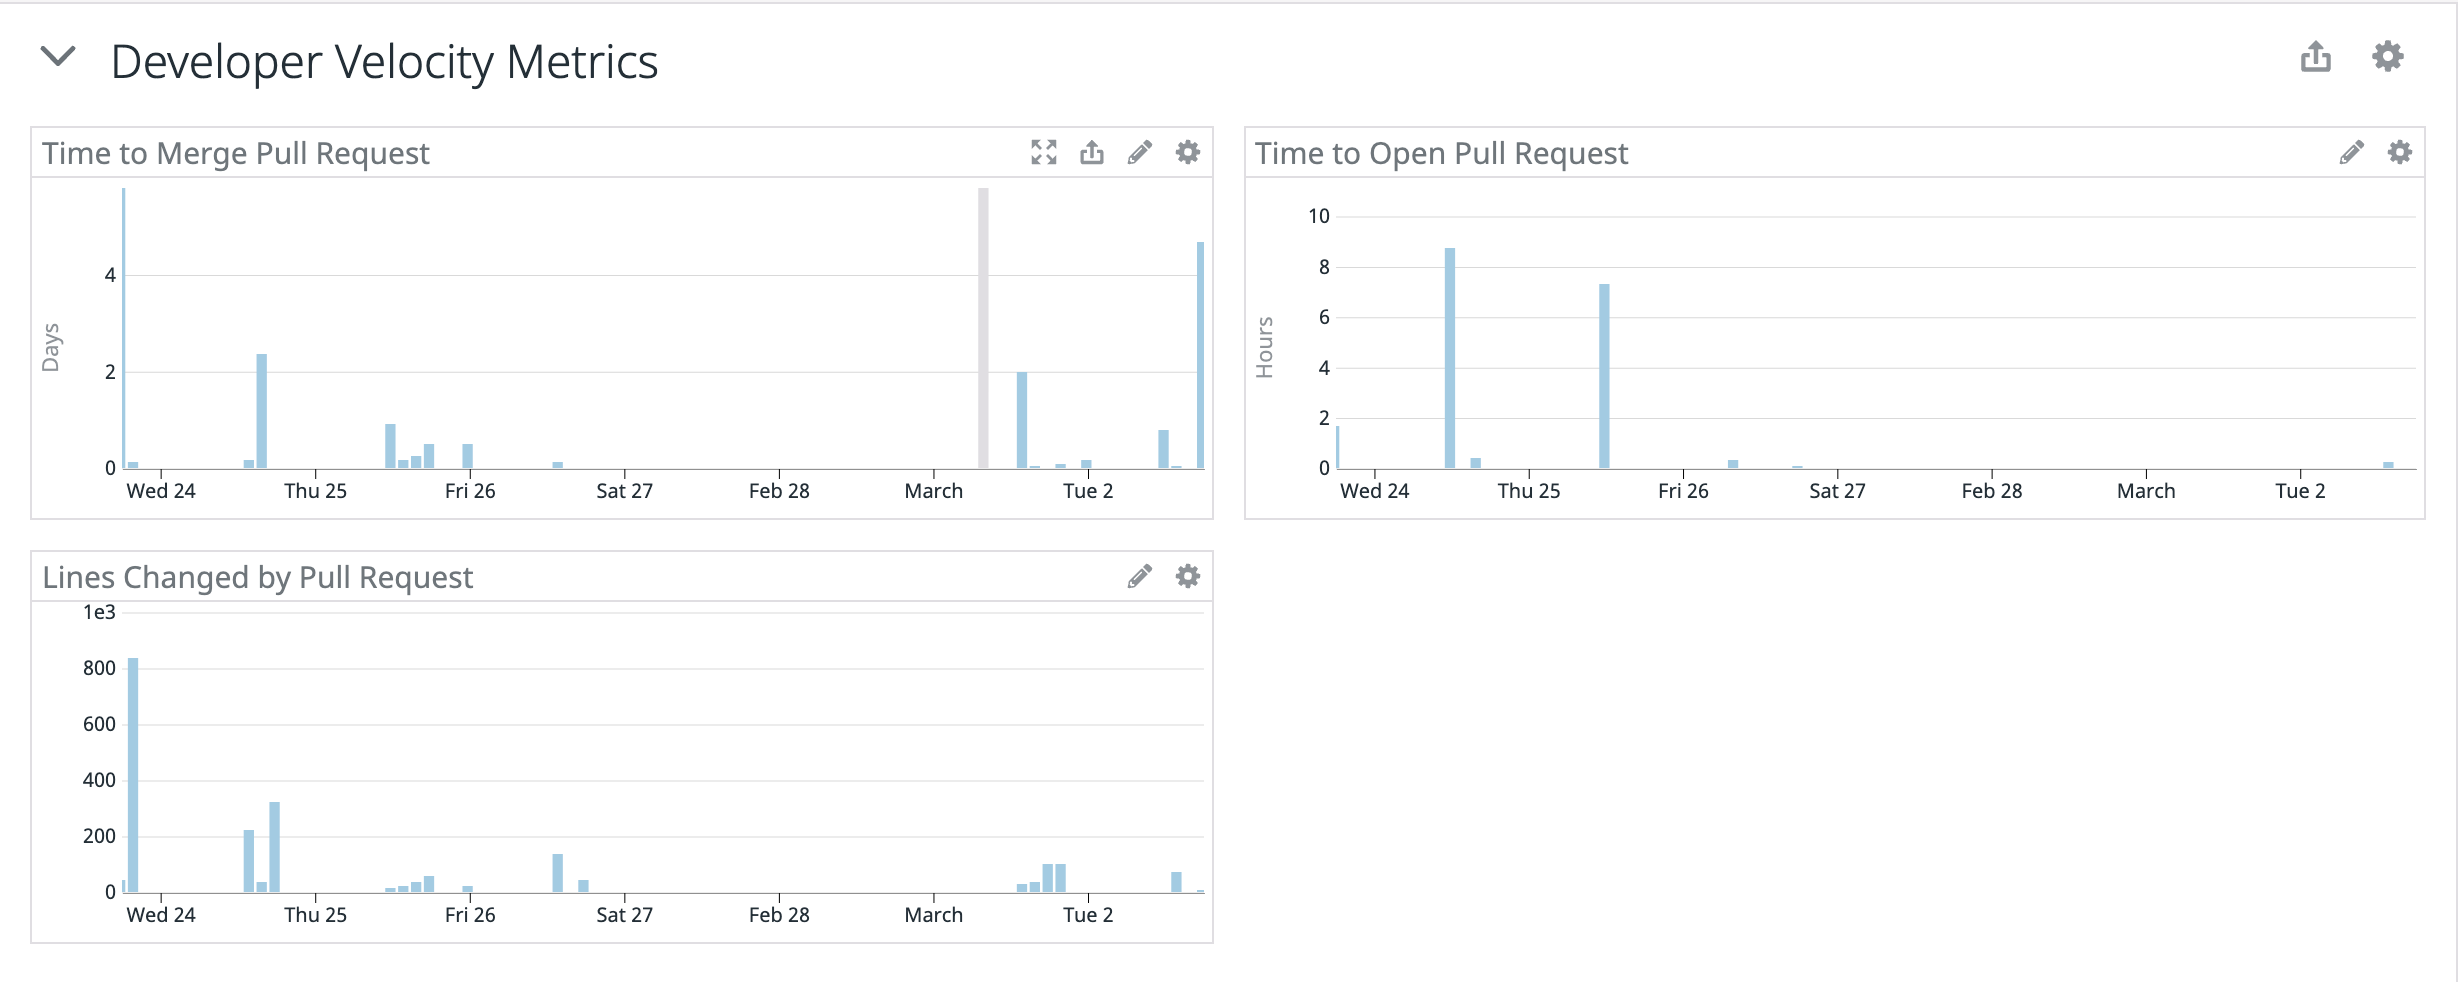 Developer Velocity Metrics
Time to Merge Pull Request
Days
4
2
0
Wed 24 Thu 25 Fri 26 Sat 27 Feb 28 March Tue 2
Time to Open Pull Request
Hours
10
8
6
4
2
0
Wed 24 Thu 25 Fri 26 Sat 27 Feb 28 March Tue 2
Lines Changed by Pull Request
1e3
800
600
400
200
0
Wed 24 Thu 25 Fri 26 Sat 27 Feb 28 March Tue 2